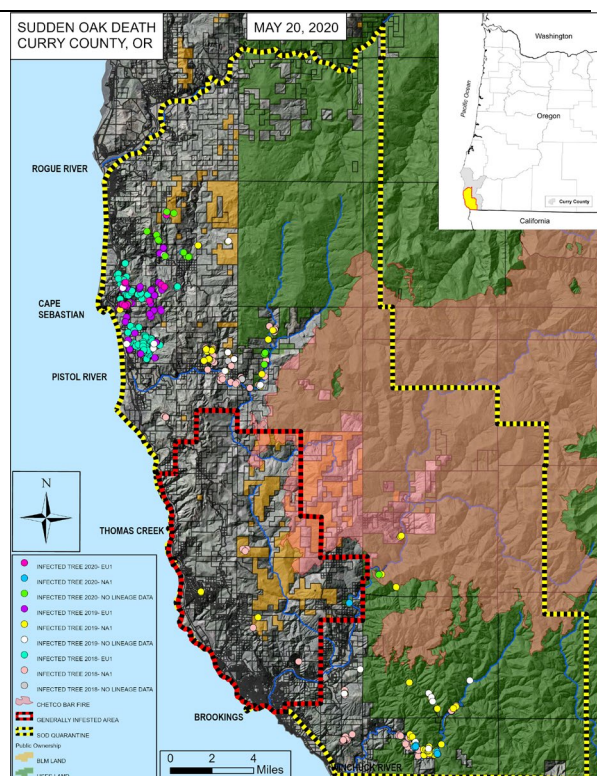 SUDDEN OAK DEATH
CURRY COUNTY, OR
MAY 20, 2020
Washington
Pacific Ocean
Oregon
Curry County
California
ROGUE RIVER
CAPE
SEBASTIAN
PISTOL RIVER
N
THOMAS CREEK
INFECTED TREE 2020- EU1
INFECTED TREE 2020- NA1
INFECTED TREE 2020- NO LINEAGE DATA
INFECTED TREE 2019- EU1
INFECTED TREE 2019- NA1
INFECTED TREE 2019- NO LINEAGE DATA
INFECTED TREE 2018- EU1
INFECTED TREE 2018- NA1
INFECTED TREE 2018- NO LINEAGE DATA
CHETCO BAR FIRE
GENERALLY INFESTED AREA
SOD QUARANTINE
Public Ownership
BLM LAND
BROOKINGS
WINCHUCK RIVER
0 2 4
Miles